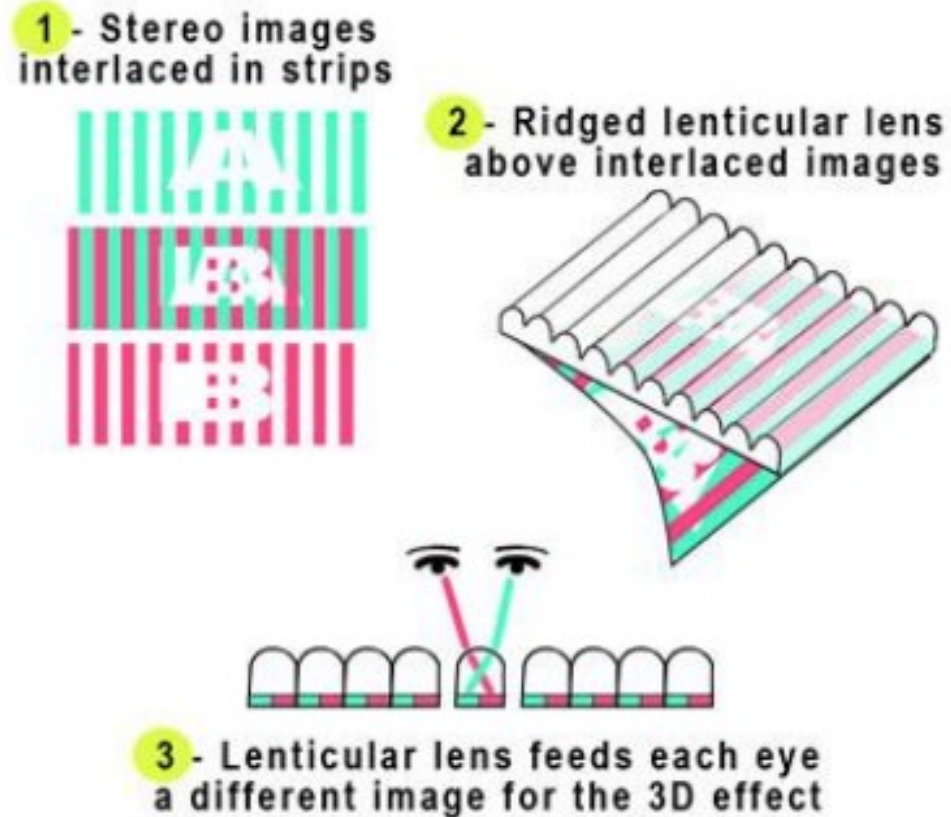 1 - Stereo images
interlaced in strips
A
B
2 - Ridged lenticular lens
above interlaced images
3 - Lenticular lens feeds each eye
a different image for the 3D effect